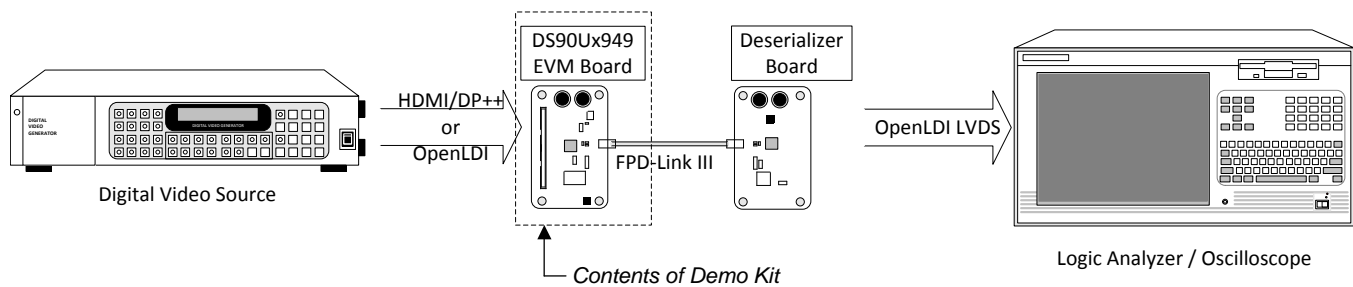 DS90Ux949
EVM Board
Deserializer
Board
DIGITAL
VIDEO
GENERATOR
DIGITAL VIDEO GENERATOR
HDMI/DP++
or
OpenLDI
FPD-Link III
OpenLDI LVDS
Digital Video Source
Contents of Demo Kit
Logic Analyzer / Oscilloscope